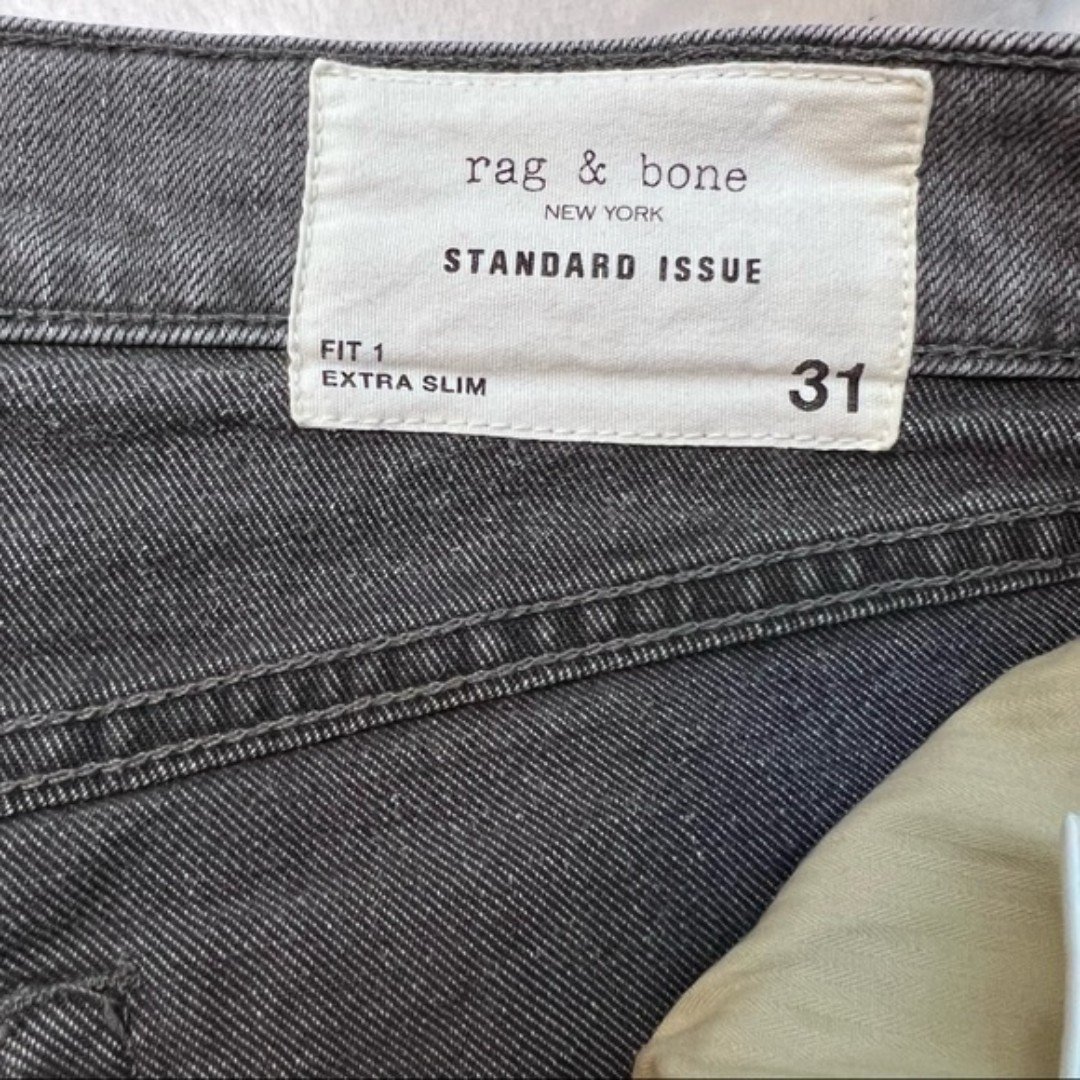 rag & bone
NEW YORK
STANDARD ISSUE
FIT 1
EXTRA SLIM
31